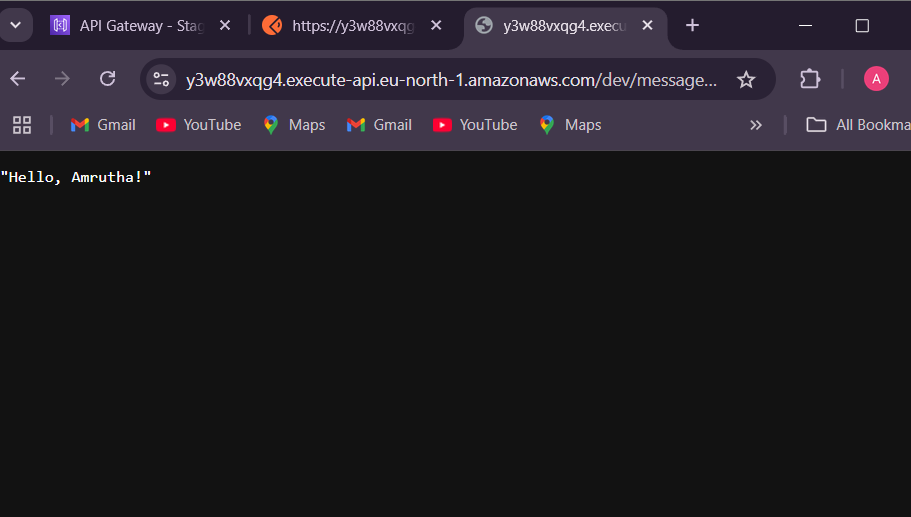 API Gateway - Stag
https://y3w88vxqg
y3w88vxqg4.execu
y3w88vxqg4.execute-api.eu-north-1.amazonaws.com/dev/message...
A
Gmail
YouTube
Maps
Gmail
YouTube
Maps
All Bookma
"Hello, Amrutha!"